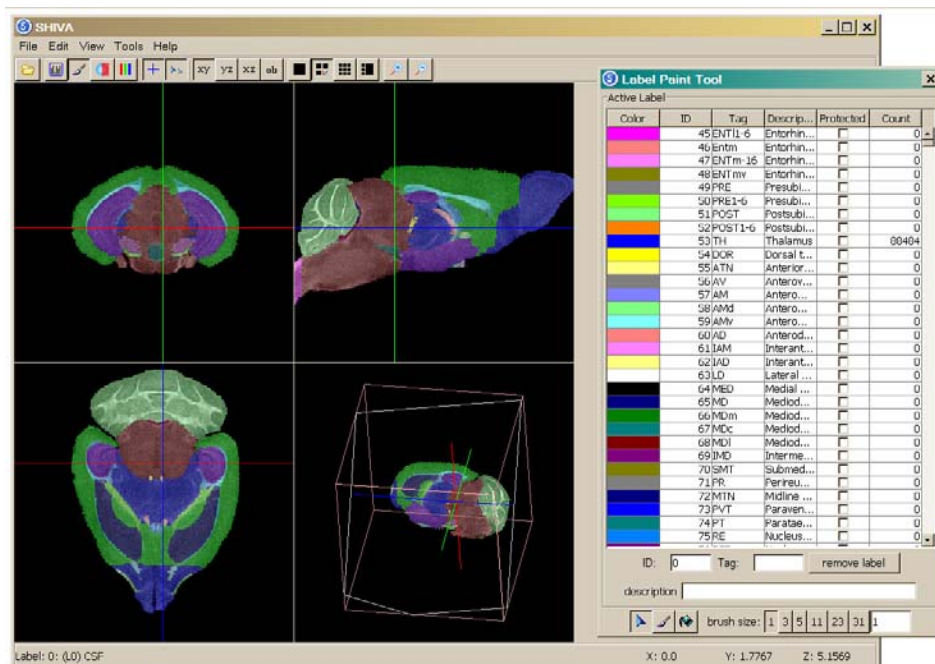 SHIVA
File Edit View Tools Help
xy yz xz ab
Label: 0: (L0) CSF X: 0.0 Y: 1.7767 Z: 5.1569
Label Paint Tool
Active Label
Color ID Tag Descrip... Protected Count
45 ENTl1-6 Entorhin... 0
46 Entm Entorhin... 0
47 ENTm-16 Entorhin... 0
48 ENTmv Entorhin... 0
49 PRE Presubi... 0
50 PRE1-6 Presubi... 0
51 POST Postsubi... 0
52 POST1-6 Postsubi... 0
53 TH Thalamus 88484
54 DOR Dorsal t... 0
55 ATN Anterior... 0
56 AV Anterov... 0
57 AM Antero... 0
58 AMd Antero... 0
59 AMv Antero... 0
60 AD Anterod... 0
61 IAM Interant... 0
62 IAD Interant... 0
63 LD Lateral ... 0
64 MED Medial ... 0
65 MD Mediod... 0
66 MDm Mediod... 0
67 MDc Mediod... 0
68 MDl Mediod... 0
69 IMD Interme... 0
70 SMT Submed... 0
71 PR Perireu... 0
72 MTN Midline ... 0
73 PVT Paraven... 0
74 PT Paratae... 0
75 RE Nucleus... 0
ID: 0 Tag: remove label
description
brush size: 1 3 5 11 23 31 1